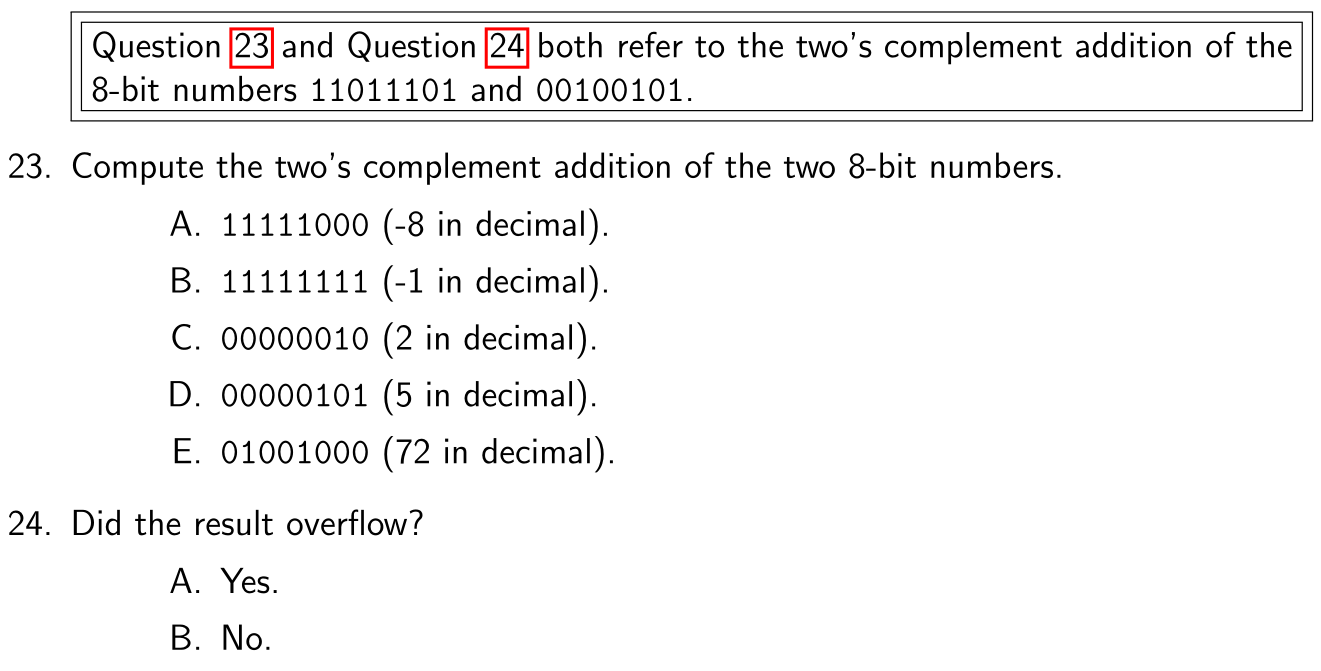 Question 23 and Question 24 both refer to the two's complement addition of the
8-bit numbers 11011101 and 00100101.
23. Compute the two's complement addition of the two 8-bit numbers.
A. 11111000 (-8 in decimal).
B. 11111111 (-1 in decimal).
C. 00000010 (2 in decimal).
D. 00000101 (5 in decimal).
E. 01001000 (72 in decimal).
24. Did the result overflow?
A. Yes.
B. No.